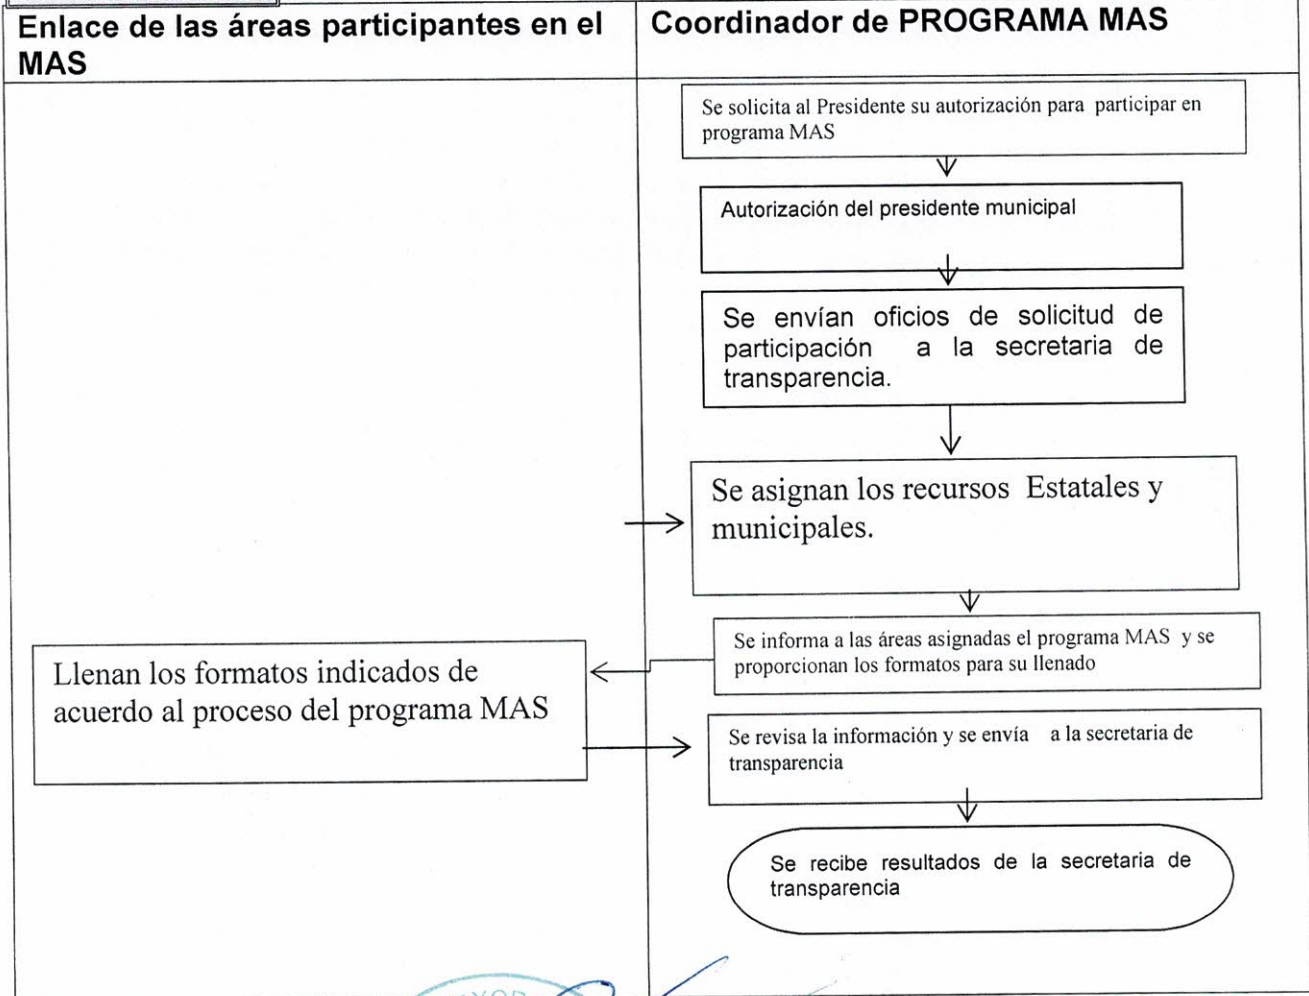 Enlace de las áreas participantes en el
MAS
Coordinador de PROGRAMA MAS
Se solicita al Presidente su autorización para participar en
programa MAS
Autorización del presidente municipal
Se envían oficios de solicitud de
participación a la secretaria de
transparencia.
Se asignan los recursos Estatales y
municipales.
Se informa a las áreas asignadas el programa MAS y se
proporcionan los formatos para su llenado
Llenan los formatos indicados de
acuerdo al proceso del programa MAS
Se revisa la información y se envía a la secretaria de
transparencia
Se recibe resultados de la secretaria de
transparencia